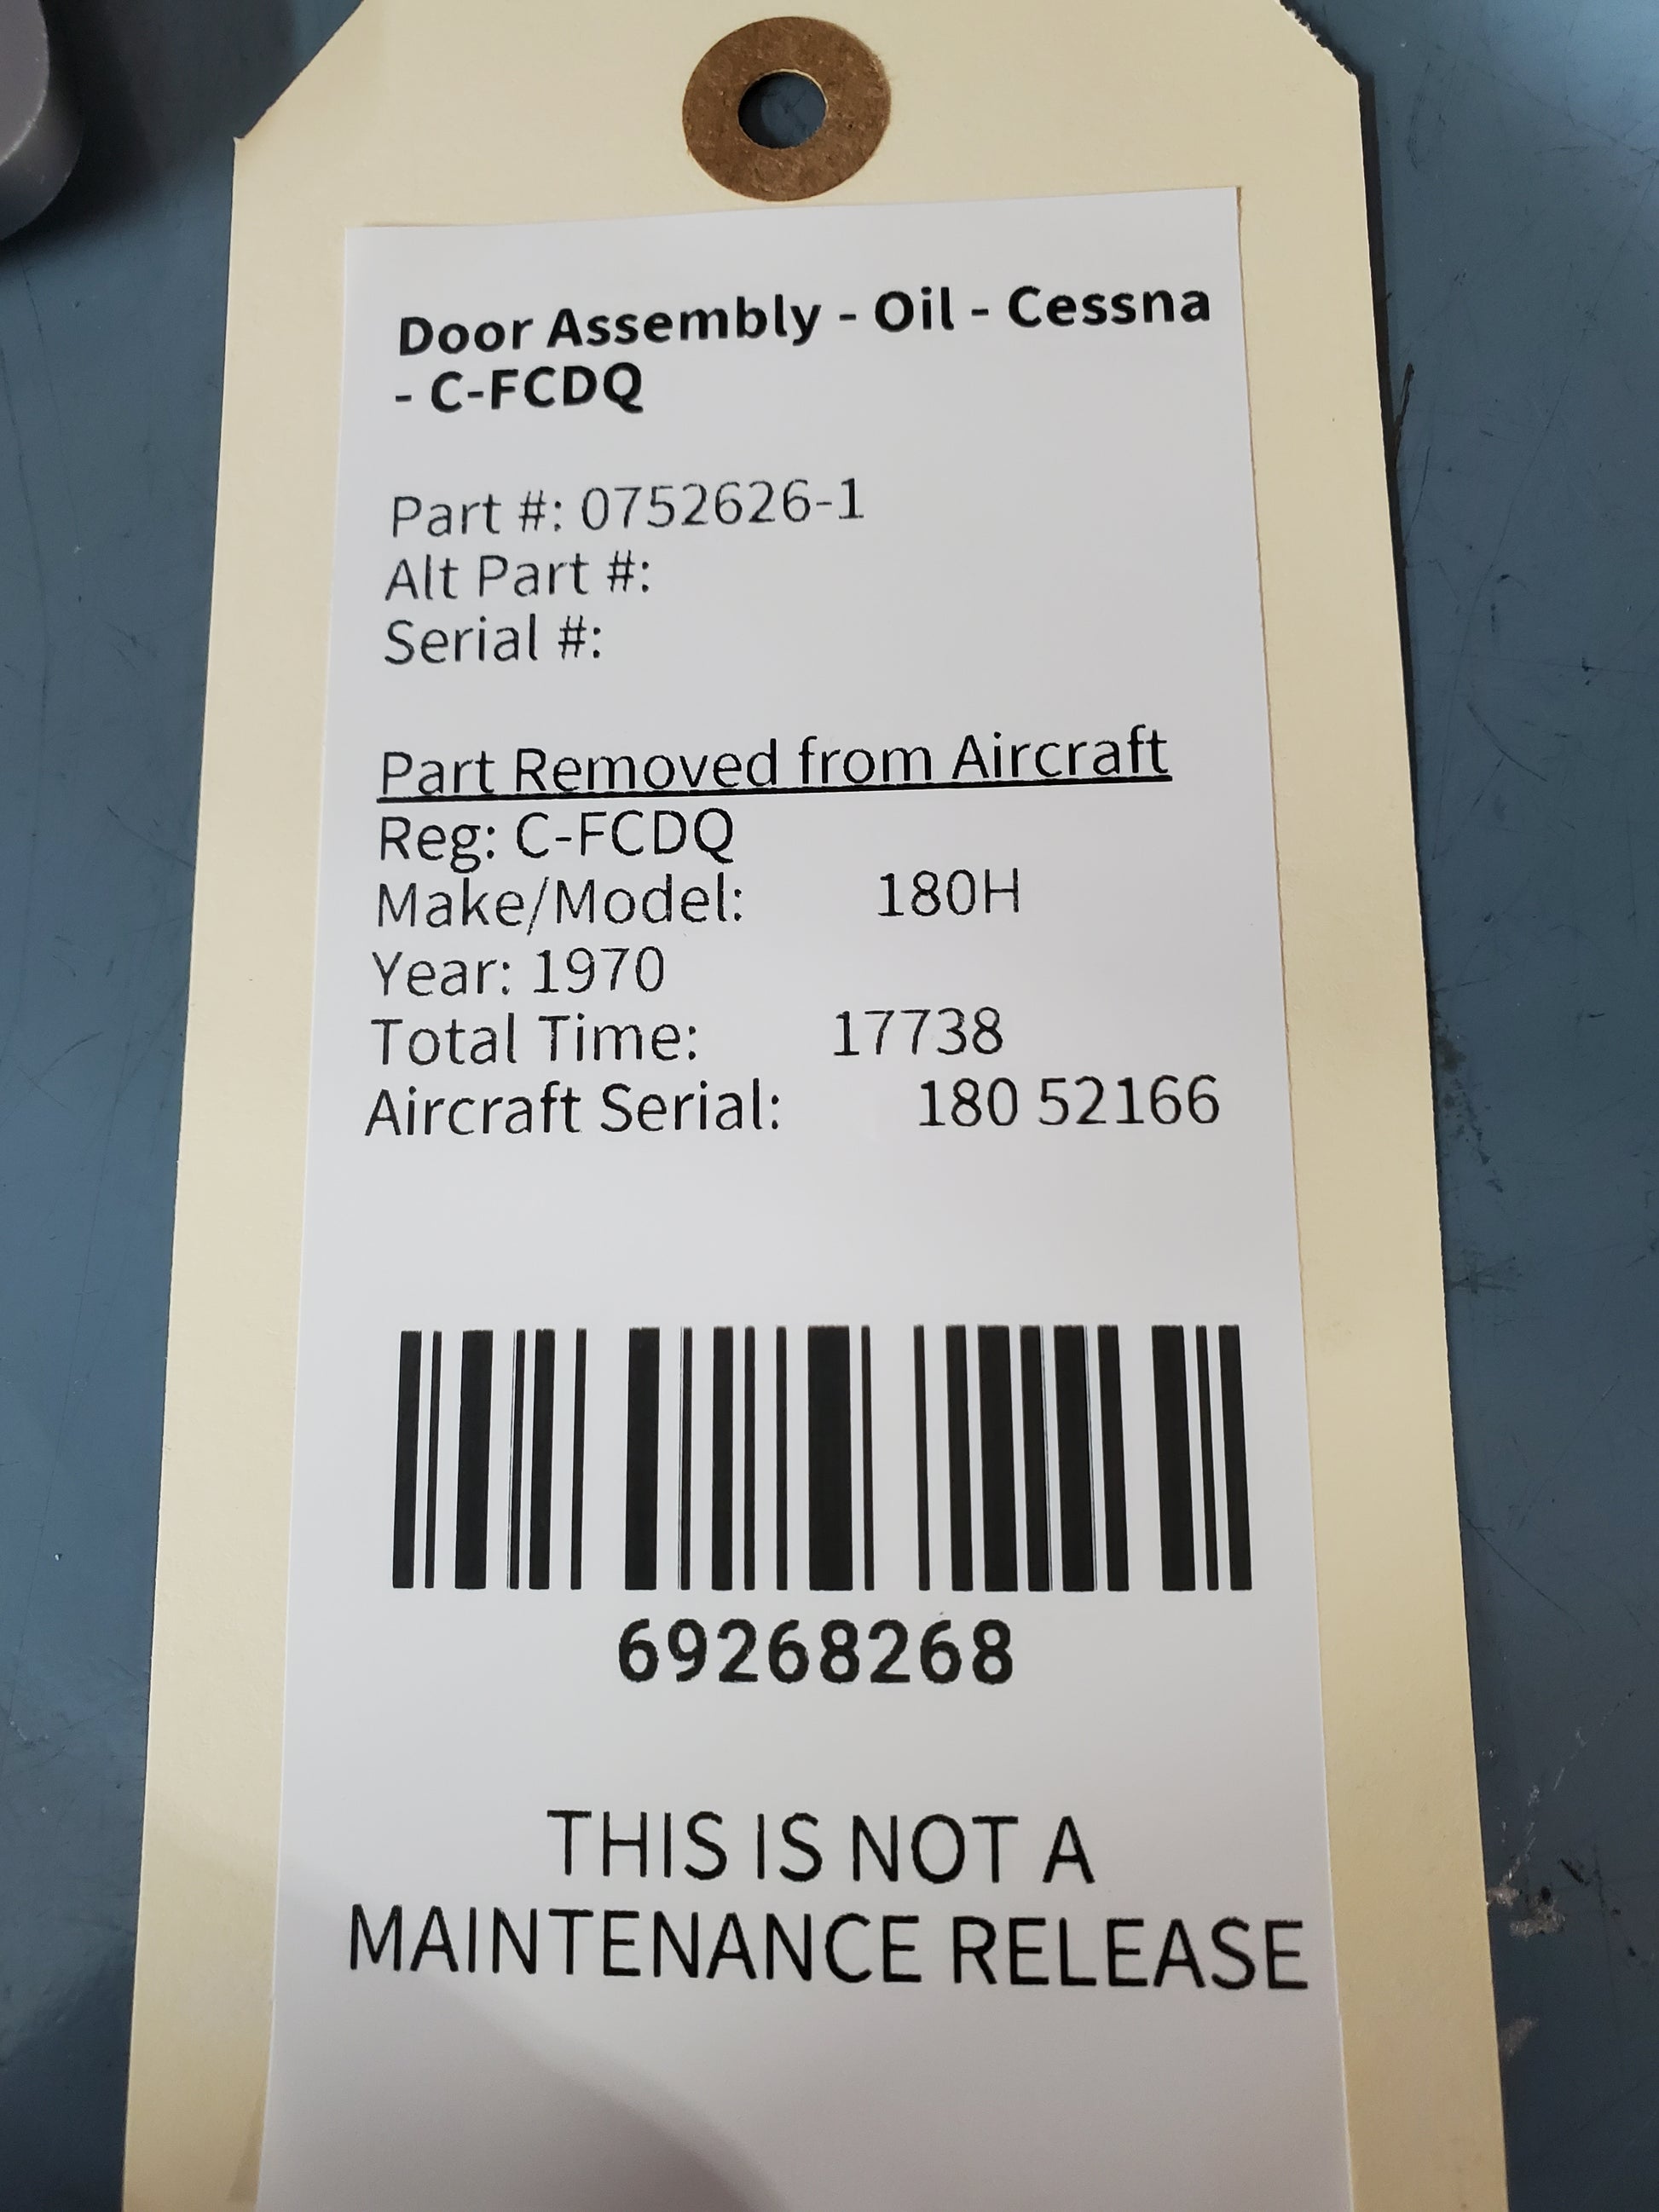 Door Assembly - Oil - Cessna
- C-FCDQ
Part #: 0752626-1
Alt Part #:
Serial #:
Part Removed from Aircraft
Reg: C-FCDQ
Make/Model: 180H
Year: 1970
Total Time: 17738
Aircraft Serial: 180 52166
69268268
THIS IS NOT A
MAINTENANCE RELEASE